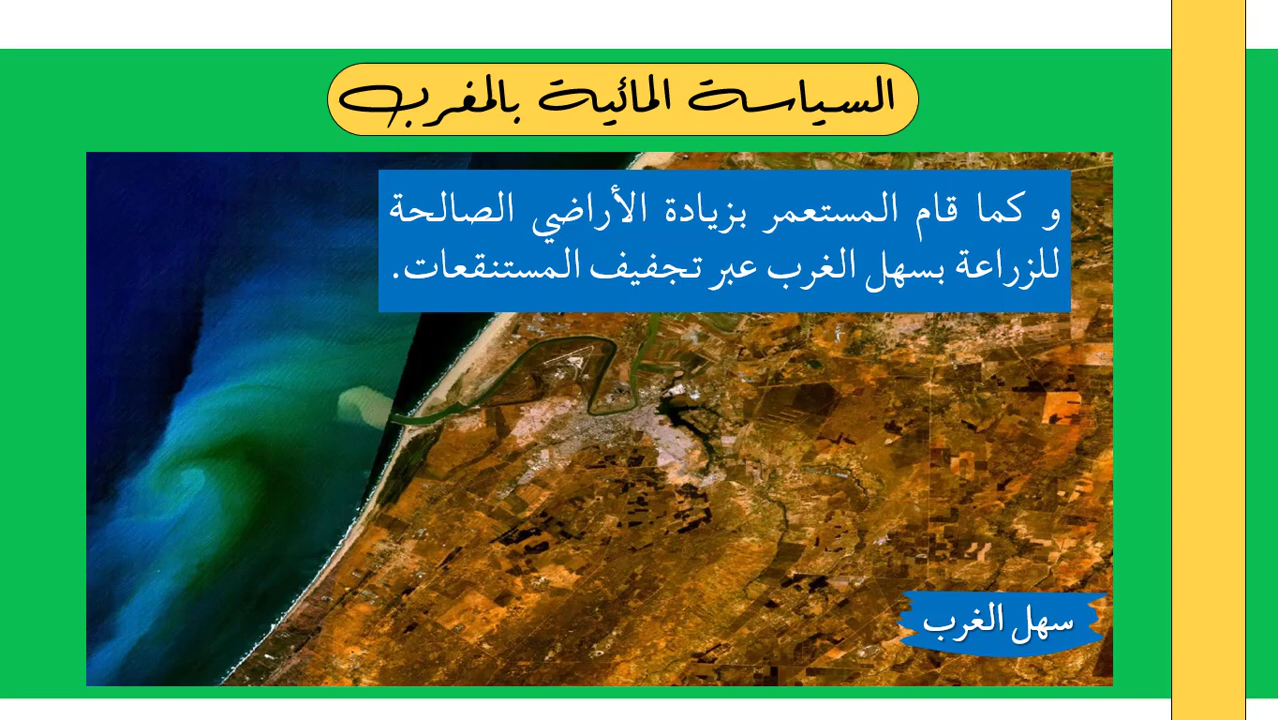 السياسة المائية بالمغرب
و كما قام المستعمر بزيادة الأراضي الصالحة
للزراعة بسهل الغرب عبر تجفيف المستنقعات.
سهل الغرب